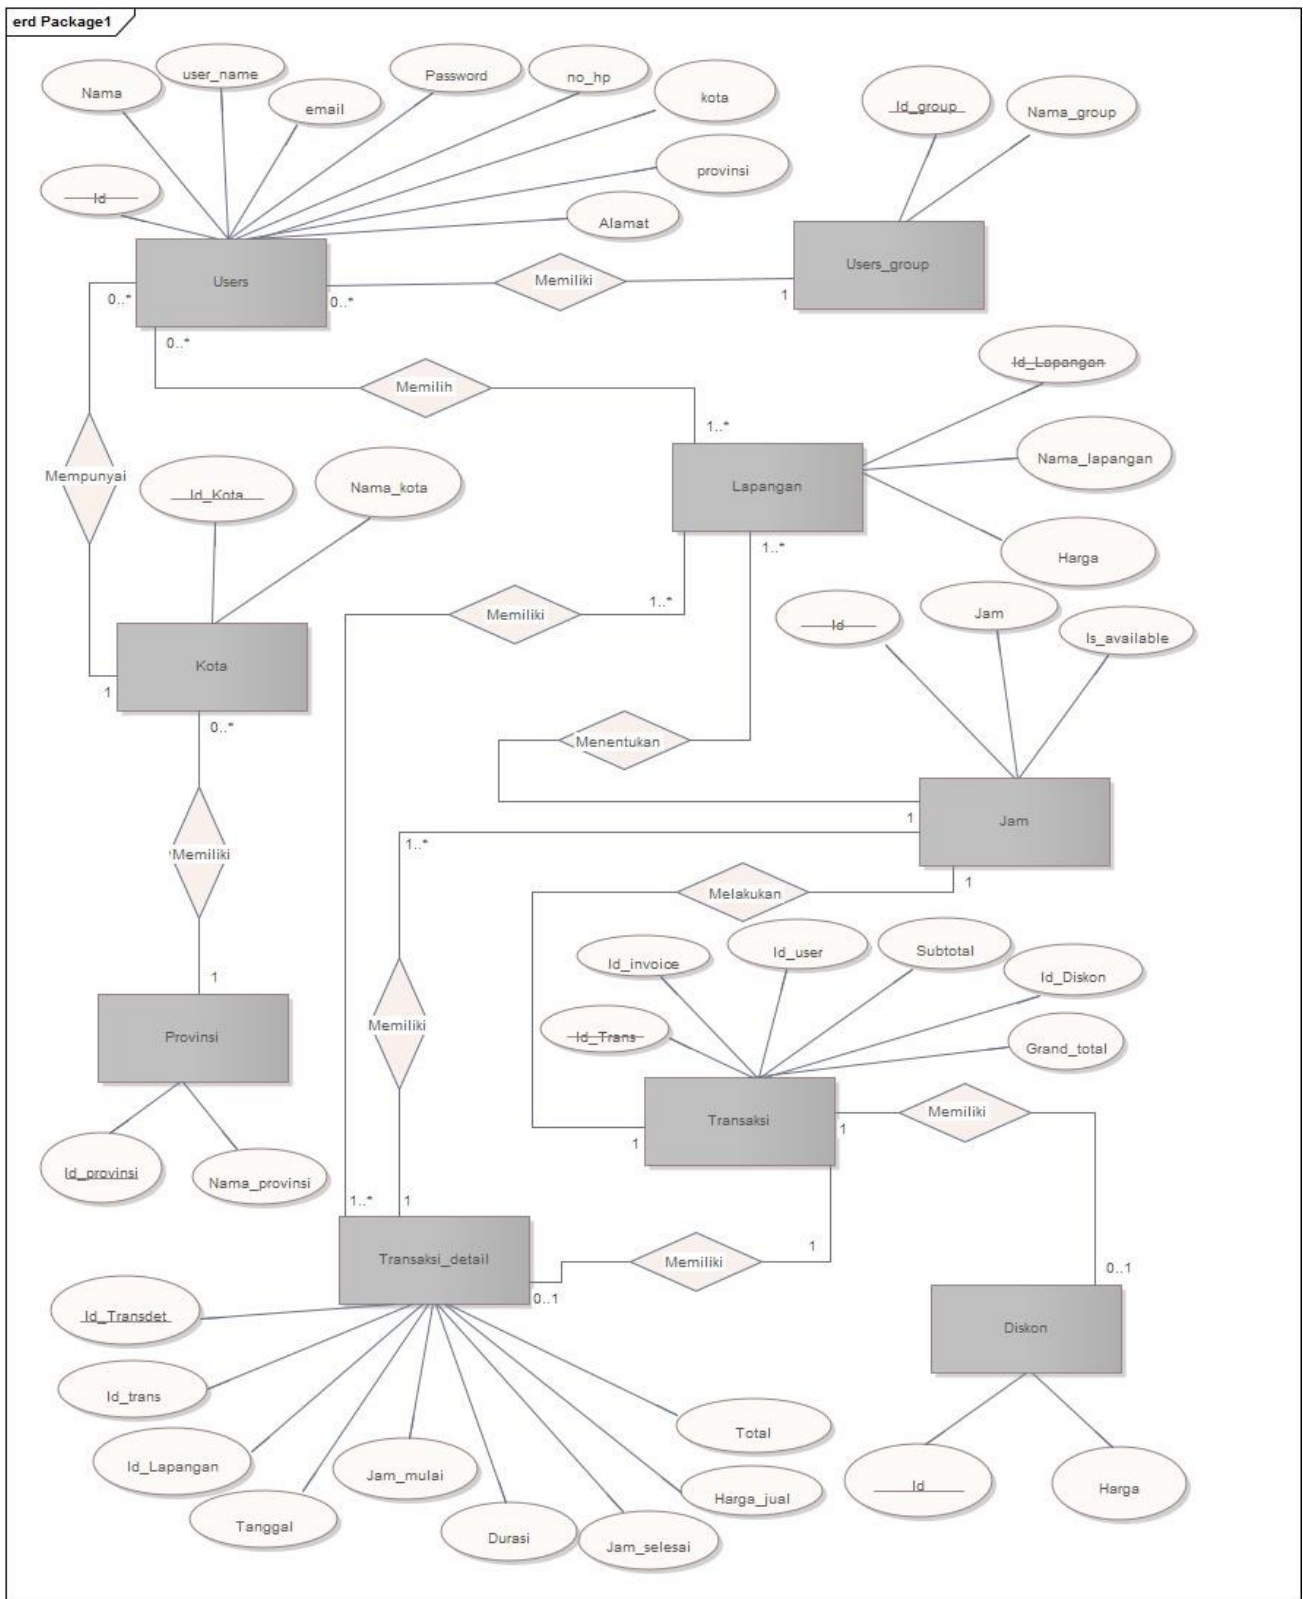 erd Package1
Nama
user_name
email
Password
no_hp
kota
provinsi
Alamat
Id
Id_group
Nama_group
Users
Users_group
Memiliki
0..*
0..*
1
0..*
Memilih
1..*
Id_Lapangan
Nama_lapangan
Harga
Lapangan
Mempunyai
Id_Kota
Nama_kota
1..*
1..*
Memiliki
Id
Jam
Is_available
Kota
1
0..*
Menentukan
1
Jam
1..*
1
Memiliki
Melakukan
Id_invoice
Id_user
Subtotal
Id_Diskon
Id_Trans
Grand_total
1
Provinsi
Memiliki
Transaksi
1
1
Memiliki
Id_provinsi
Nama_provinsi
1..*
1
Transaksi_detail
0..1
Memiliki
1
0..1
Diskon
Id_Transdet
Id_trans
Id_Lapangan
Tanggal
Jam_mulai
Durasi
Jam_selesai
Harga_jual
Total
Id
Harga